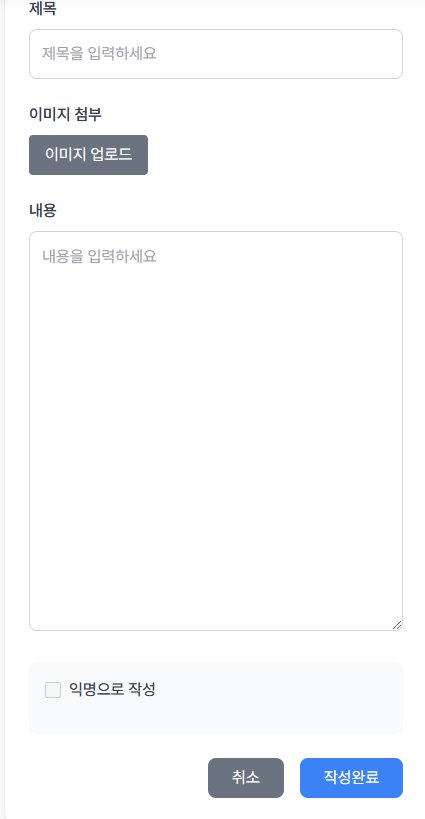 제목
제목을 입력하세요
이미지 첨부
이미지 업로드
내용
내용을 입력하세요
익명으로 작성
취소
작성완료